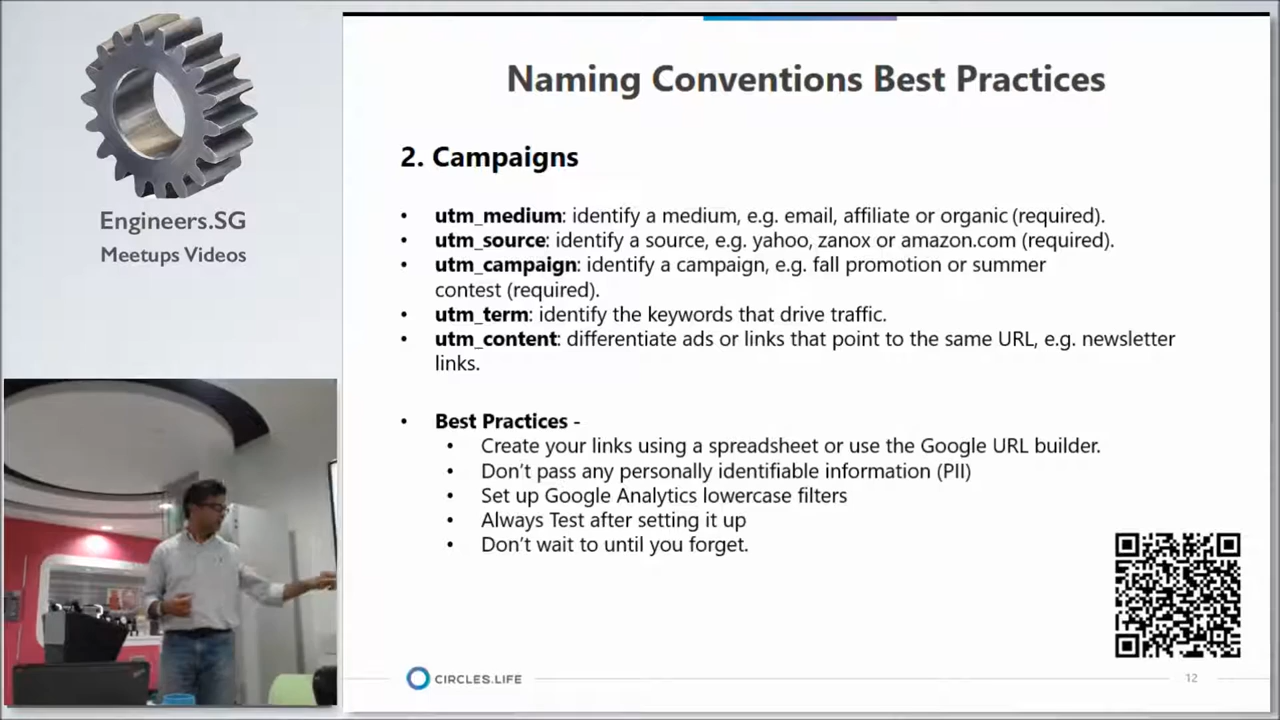 Engineers.SG
Meetups Videos
Naming Conventions Best Practices
2. Campaigns
• utm_medium: identify a medium, e.g. email, affiliate or organic (required).
• utm_source: identify a source, e.g. yahoo, zanox or amazon.com (required).
• utm_campaign: identify a campaign, e.g. fall promotion or summer
contest (required).
• utm_term: identify the keywords that drive traffic.
• utm_content: differentiate ads or links that point to the same URL, e.g. newsletter
links.
• Best Practices -
• Create your links using a spreadsheet or use the Google URL builder.
• Don’t pass any personally identifiable information (PII)
• Set up Google Analytics lowercase filters
• Always Test after setting it up
• Don’t wait to until you forget.
CIRCLES.LIFE
12